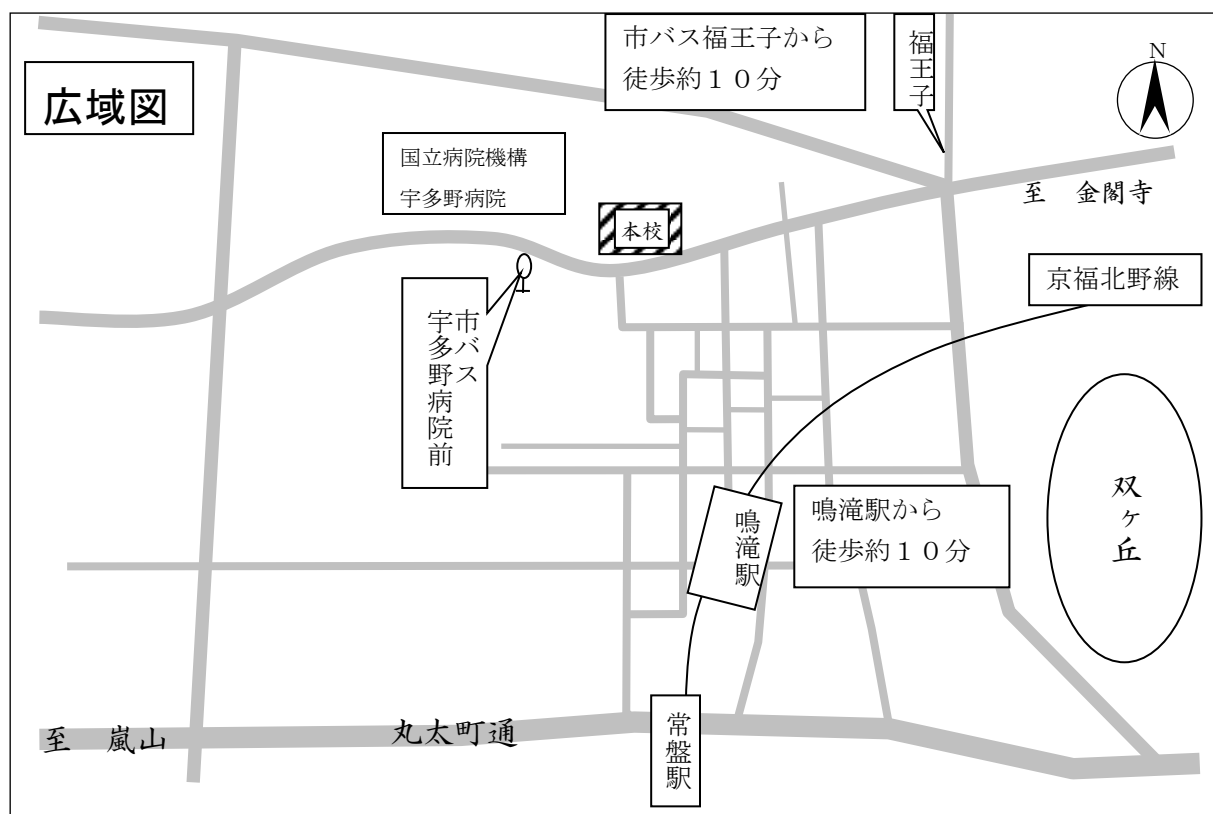 広域図
市バス福王子から
徒歩約１０分
福王子
N
国立病院機構
宇多野病院
本校
至　金閣寺
京福北野線
市バス
宇多野病院前
鳴滝駅
鳴滝駅から
徒歩約１０分
双ヶ丘
至　嵐山
丸太町通
常盤駅